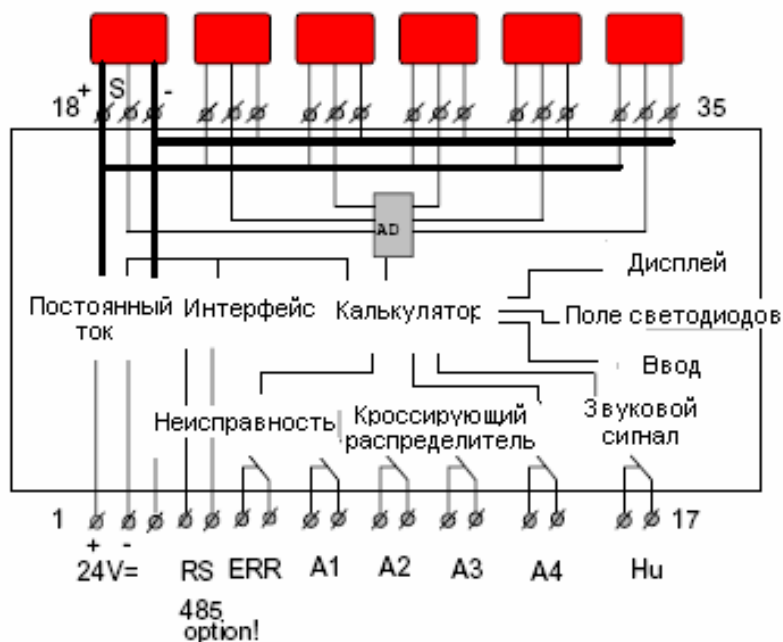 18 + S - 35
AD
Дисплей
Постоянный ток
Интерфейс
Калькулятор
Поле светодиодов
Ввод
Неисправность
Кроссирующий
распределитель
Звуковой
сигнал
1 17
+ -
24V= RS ERR A1 A2 A3 A4 Hu
485
option!